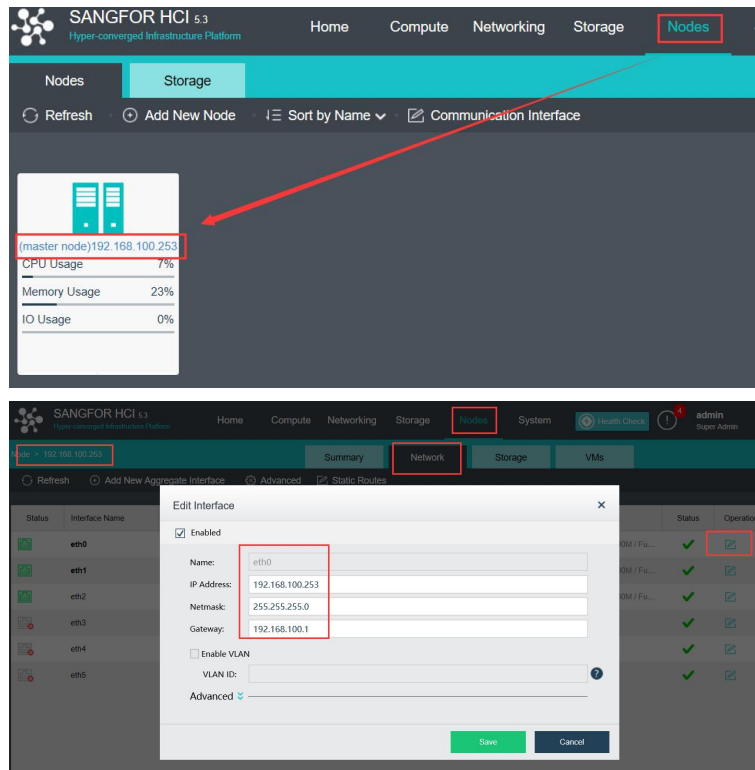 SANGFOR HCI 5.3
Hyper-converged Infrastructure Platform
Home Compute Networking Storage Nodes
Nodes Storage
Refresh Add New Node Sort by Name Communication Interface
(master node)192.168.100.253
CPU Usage 7%
Memory Usage 23%
IO Usage 0%
SANGFOR HCI 5.3
Hyper-converged Infrastructure Platform
Home Compute Networking Storage Nodes System Health Check 4 admin
Super Admin
Node > 192.168.100.253 Summary Network Storage VMs
Refresh Add New Aggregate Interface Advanced Static Routes
Edit Interface
Status Interface Name Status Operation
Enabled
eth0
eth1
eth2
eth3
eth4
eth5
Name: eth0
IP Address: 192.168.100.253
Netmask: 255.255.255.0
Gateway: 192.168.100.1
Enable VLAN
VLAN ID: ?
Advanced
Save Cancel